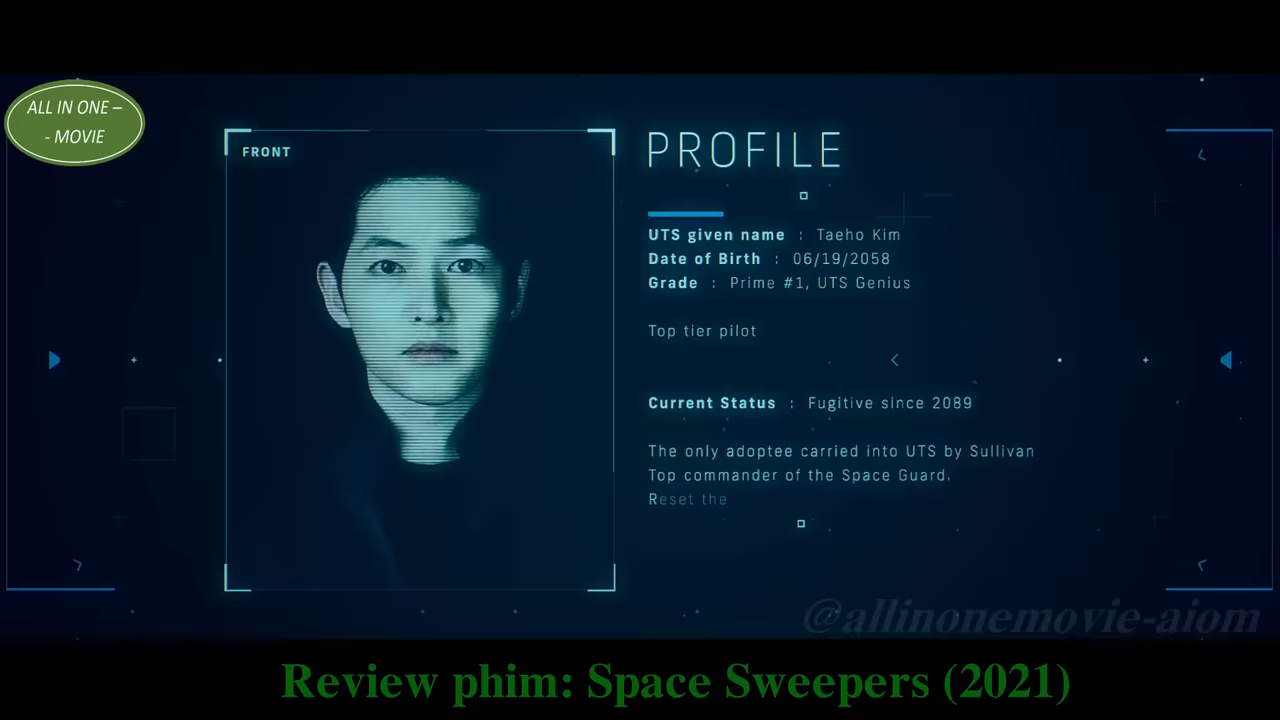 ALL IN ONE –
- MOVIE
FRONT
PROFILE
UTS given name : Taeho Kim
Date of Birth : 06/19/2058
Grade : Prime #1, UTS Genius
Top tier pilot
Current Status : Fugitive since 2089
The only adoptee carried into UTS by Sullivan
Top commander of the Space Guard.
Reset the
@allinonemovie-aiom
Review phim: Space Sweepers (2021)